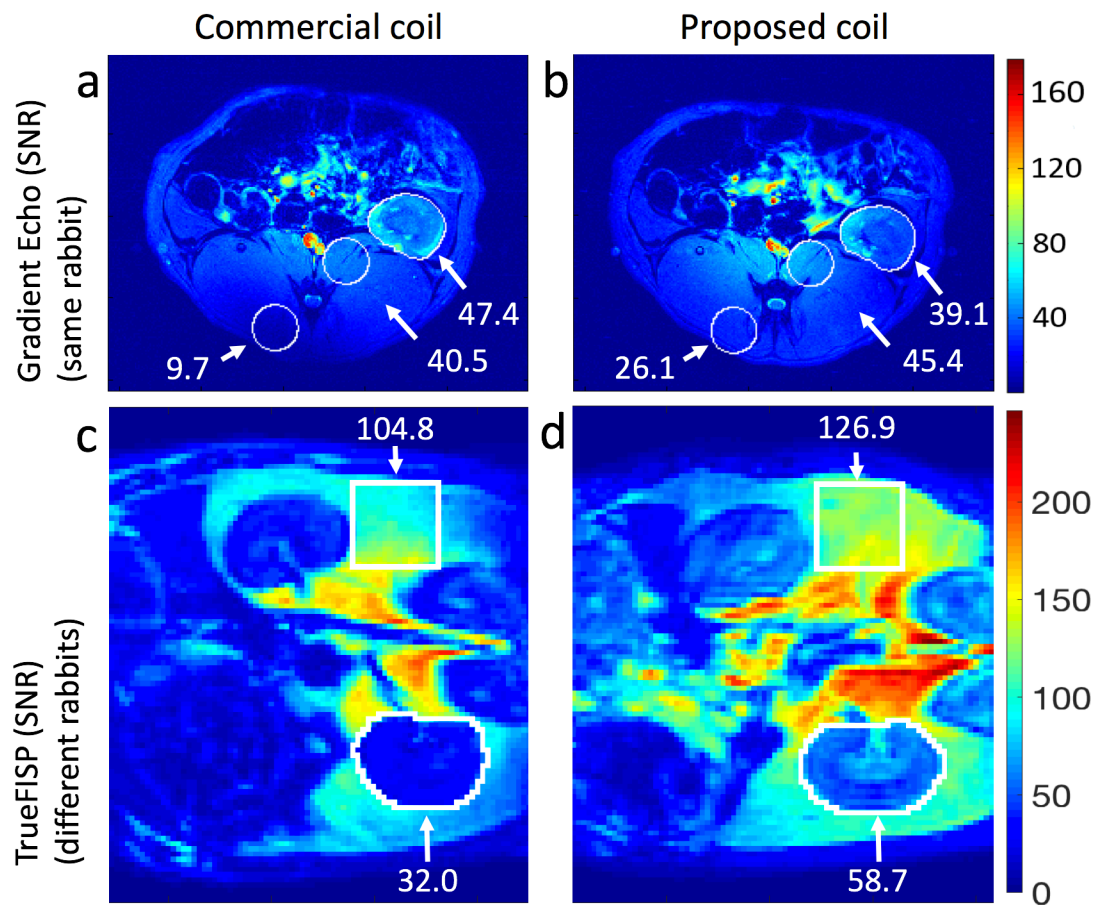 Commercial coil
Proposed coil
Gradient Echo (SNR)
(same rabbit)
a
47.4
40.5
9.7
b
39.1
45.4
26.1
160
120
80
40
TrueFISP (SNR)
(different rabbits)
c
104.8
32.0
d
126.9
58.7
200
150
100
50
0